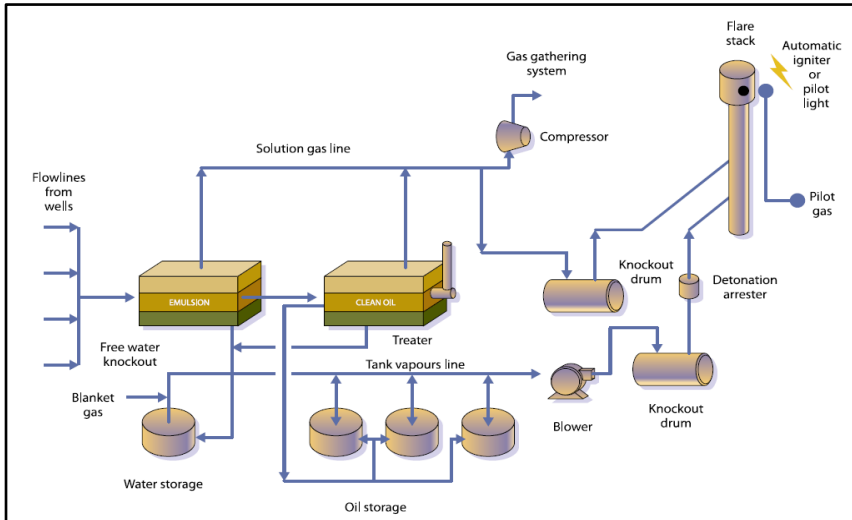 Flare
stack
Automatic
igniter
or
pilot
light
Gas gathering
system
Compressor
Solution gas line
Flowlines
from
wells
Pilot
gas
EMULSION
CLEAN OIL
Knockout
drum
Detonation
arrester
Free water
knockout
Treater
Tank vapours line
Blanket
gas
Blower
Knockout
drum
Water storage
Oil storage